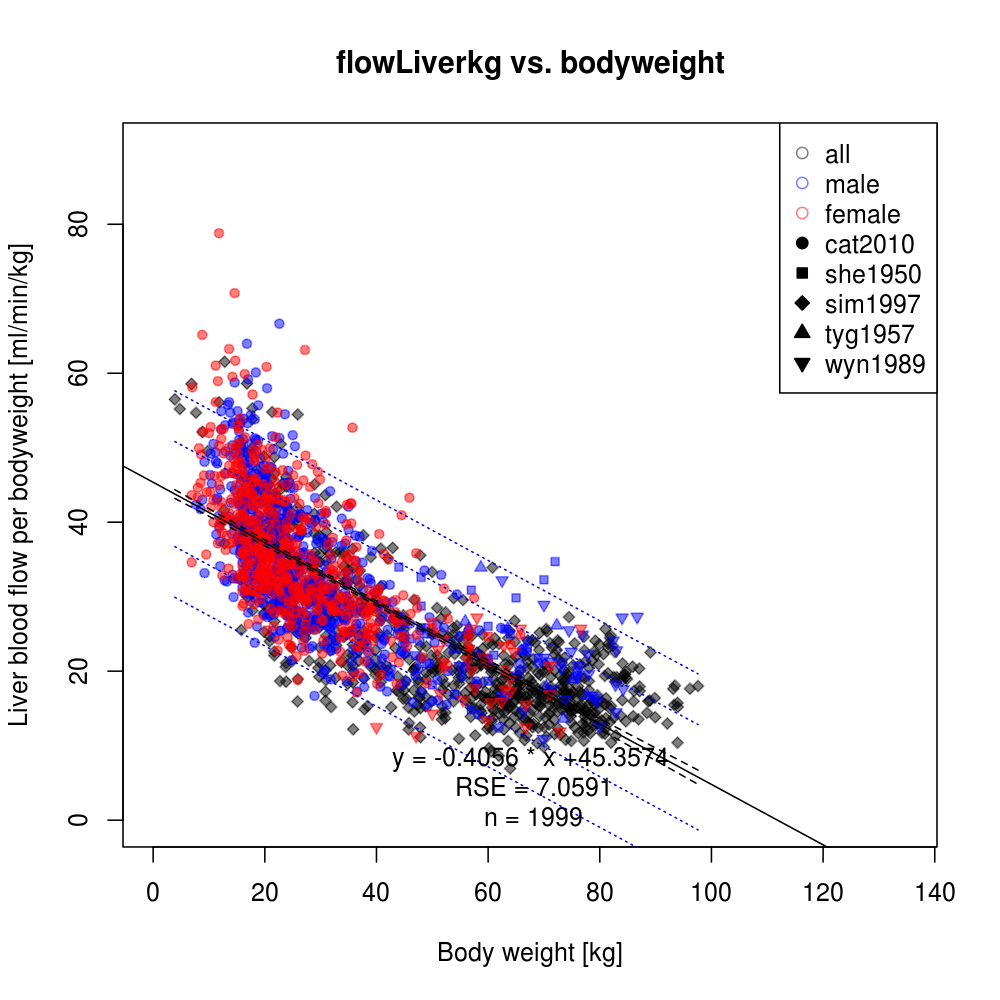 flowLiverkg vs. bodyweight
all
male
female
cat2010
she1950
sim1997
tyg1957
wyn1989
Liver blood flow per bodyweight [ml/min/kg]
80
60
40
20
0
y = -0.4056 * x +45.3574
RSE = 7.0591
n = 1999
0 20 40 60 80 100 120 140
Body weight [kg]